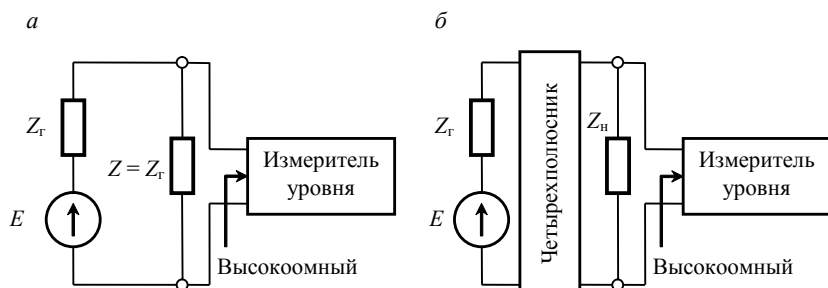 а
Zг
E
Z = Zг
Измеритель
уровня
Высокоомный
б
Zг
E
Четырехполюсник
Zн
Измеритель
уровня
Высокоомный